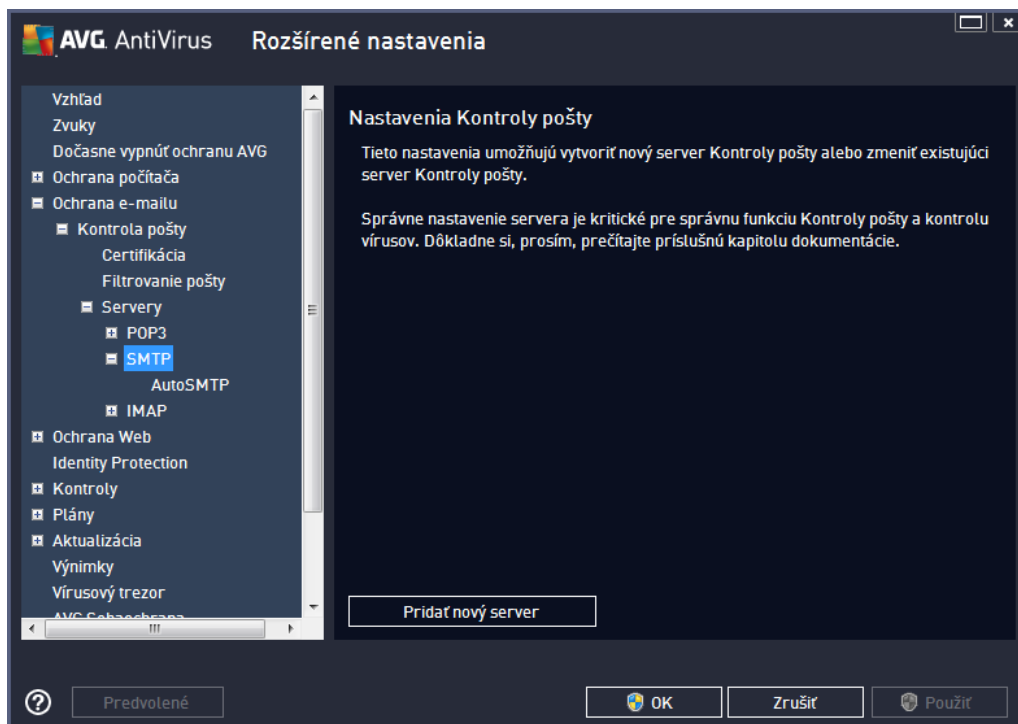 AVG AntiVirus Rozšírené nastavenia
Vzhľad
Zvuky
Dočasne vypnúť ochranu AVG
Ochrana počítača
Ochrana e-mailu
Kontrola pošty
Certifikácia
Filtrovanie pošty
Servery
POP3
SMTP
AutoSMTP
IMAP
Ochrana Web
Identity Protection
Kontroly
Plány
Aktualizácia
Výnimky
Vírusový trezor
AVG Sebaochrana
Nastavenia Kontroly pošty
Tieto nastavenia umožňujú vytvoriť nový server Kontroly pošty alebo zmeniť existujúci
server Kontroly pošty.
Správne nastavenie servera je kritické pre správnu funkciu Kontroly pošty a kontrolu
vírusov. Dôkladne si, prosím, prečítajte príslušnú kapitolu dokumentácie.
Pridať nový server
Predvolené
OK
Zrušiť
Použiť